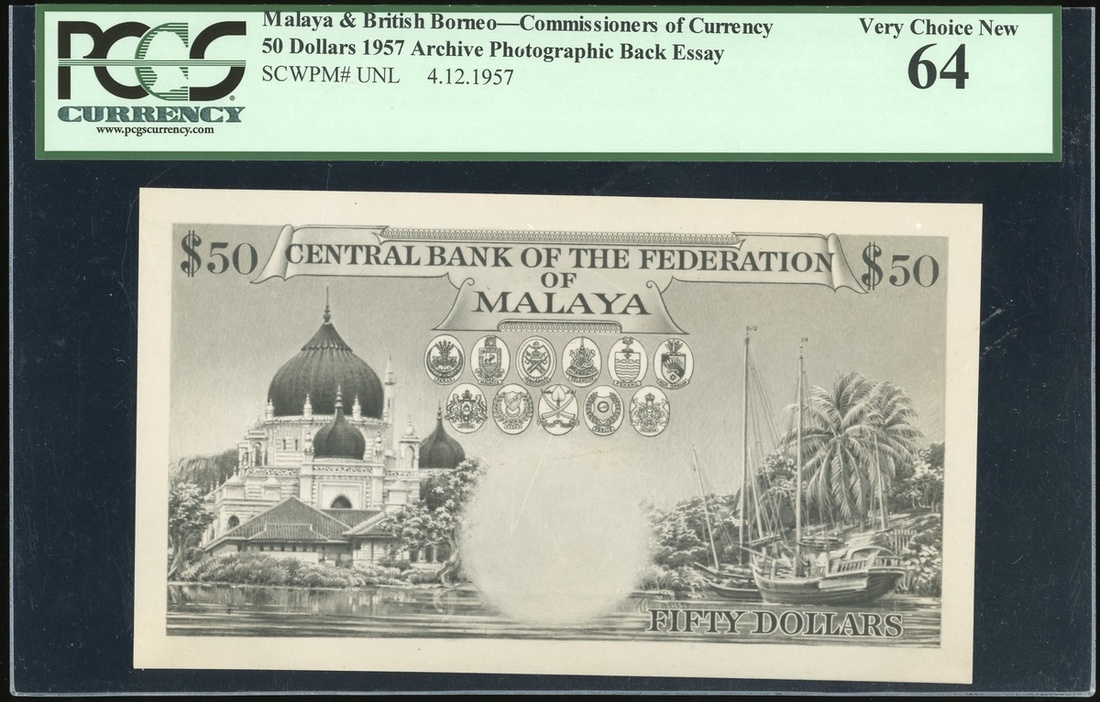 PCGS
CURRENCY
www.pcgscurrency.com
Malaya & British Borneo—Commissioners of Currency
50 Dollars 1957 Archive Photographic Back Essay
SCWPM# UNL 4.12.1957
Very Choice New
64
$50
CENTRAL BANK OF THE FEDERATION
OF
MALAYA
$50
FIFTY DOLLARS